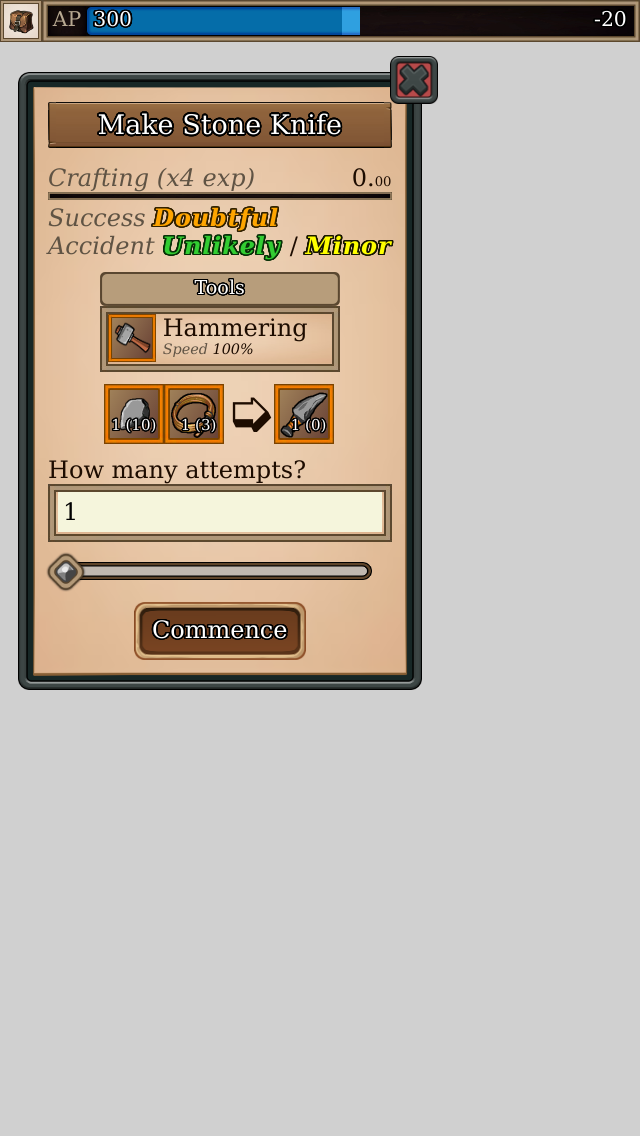 AP 300 -20
Make Stone Knife
Crafting (x4 exp) 0.00
Success Doubtful
Accident Unlikely / Minor
Tools
Hammering
Speed 100%
1 (10) 1 (3) 1 (0)
How many attempts?
1
Commence